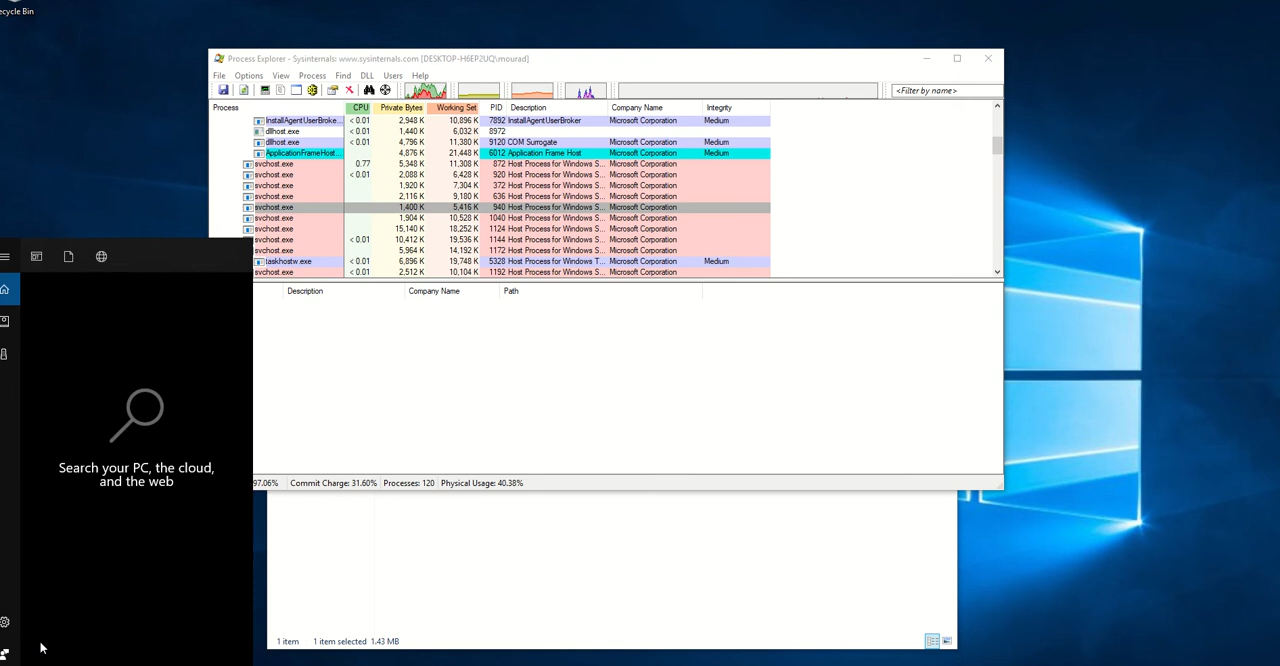 ecycle Bin
Process Explorer - Sysinternals: www.sysinternals.com [DESKTOP-H6EP2UQ\mourad]
File Options View Process Find DLL Users Help
<Filter by name>
Process CPU Private Bytes Working Set PID Description Company Name Integrity
InstallAgentUserBroke... < 0.01 2,948 K 10,896 K 7892 InstallAgentUserBroker Microsoft Corporation Medium
dllhost.exe < 0.01 1,440 K 6,032 K 8972
dllhost.exe < 0.01 4,796 K 11,380 K 9120 COM Surrogate Microsoft Corporation Medium
ApplicationFrameHost... 4,876 K 21,448 K 6012 Application Frame Host Microsoft Corporation Medium
svchost.exe 0.77 5,348 K 11,308 K 872 Host Process for Windows S... Microsoft Corporation
svchost.exe < 0.01 2,088 K 6,428 K 920 Host Process for Windows S... Microsoft Corporation
svchost.exe 1,920 K 7,304 K 372 Host Process for Windows S... Microsoft Corporation
svchost.exe 2,116 K 9,180 K 636 Host Process for Windows S... Microsoft Corporation
svchost.exe 1,400 K 5,416 K 940 Host Process for Windows S... Microsoft Corporation
svchost.exe 1,904 K 10,528 K 1040 Host Process for Windows S... Microsoft Corporation
svchost.exe 15,140 K 18,252 K 1124 Host Process for Windows S... Microsoft Corporation
svchost.exe < 0.01 10,412 K 19,536 K 1144 Host Process for Windows S... Microsoft Corporation
svchost.exe 5,964 K 14,192 K 1172 Host Process for Windows S... Microsoft Corporation
taskhostw.exe < 0.01 6,896 K 19,748 K 5328 Host Process for Windows T... Microsoft Corporation Medium
svchost.exe < 0.01 2,512 K 10,104 K 1192 Host Process for Windows S... Microsoft Corporation
Description Company Name Path
Search your PC, the cloud,
and the web
97.06% Commit Charge: 31.60% Processes: 120 Physical Usage: 40.38%
1 item 1 item selected 1.43 MB